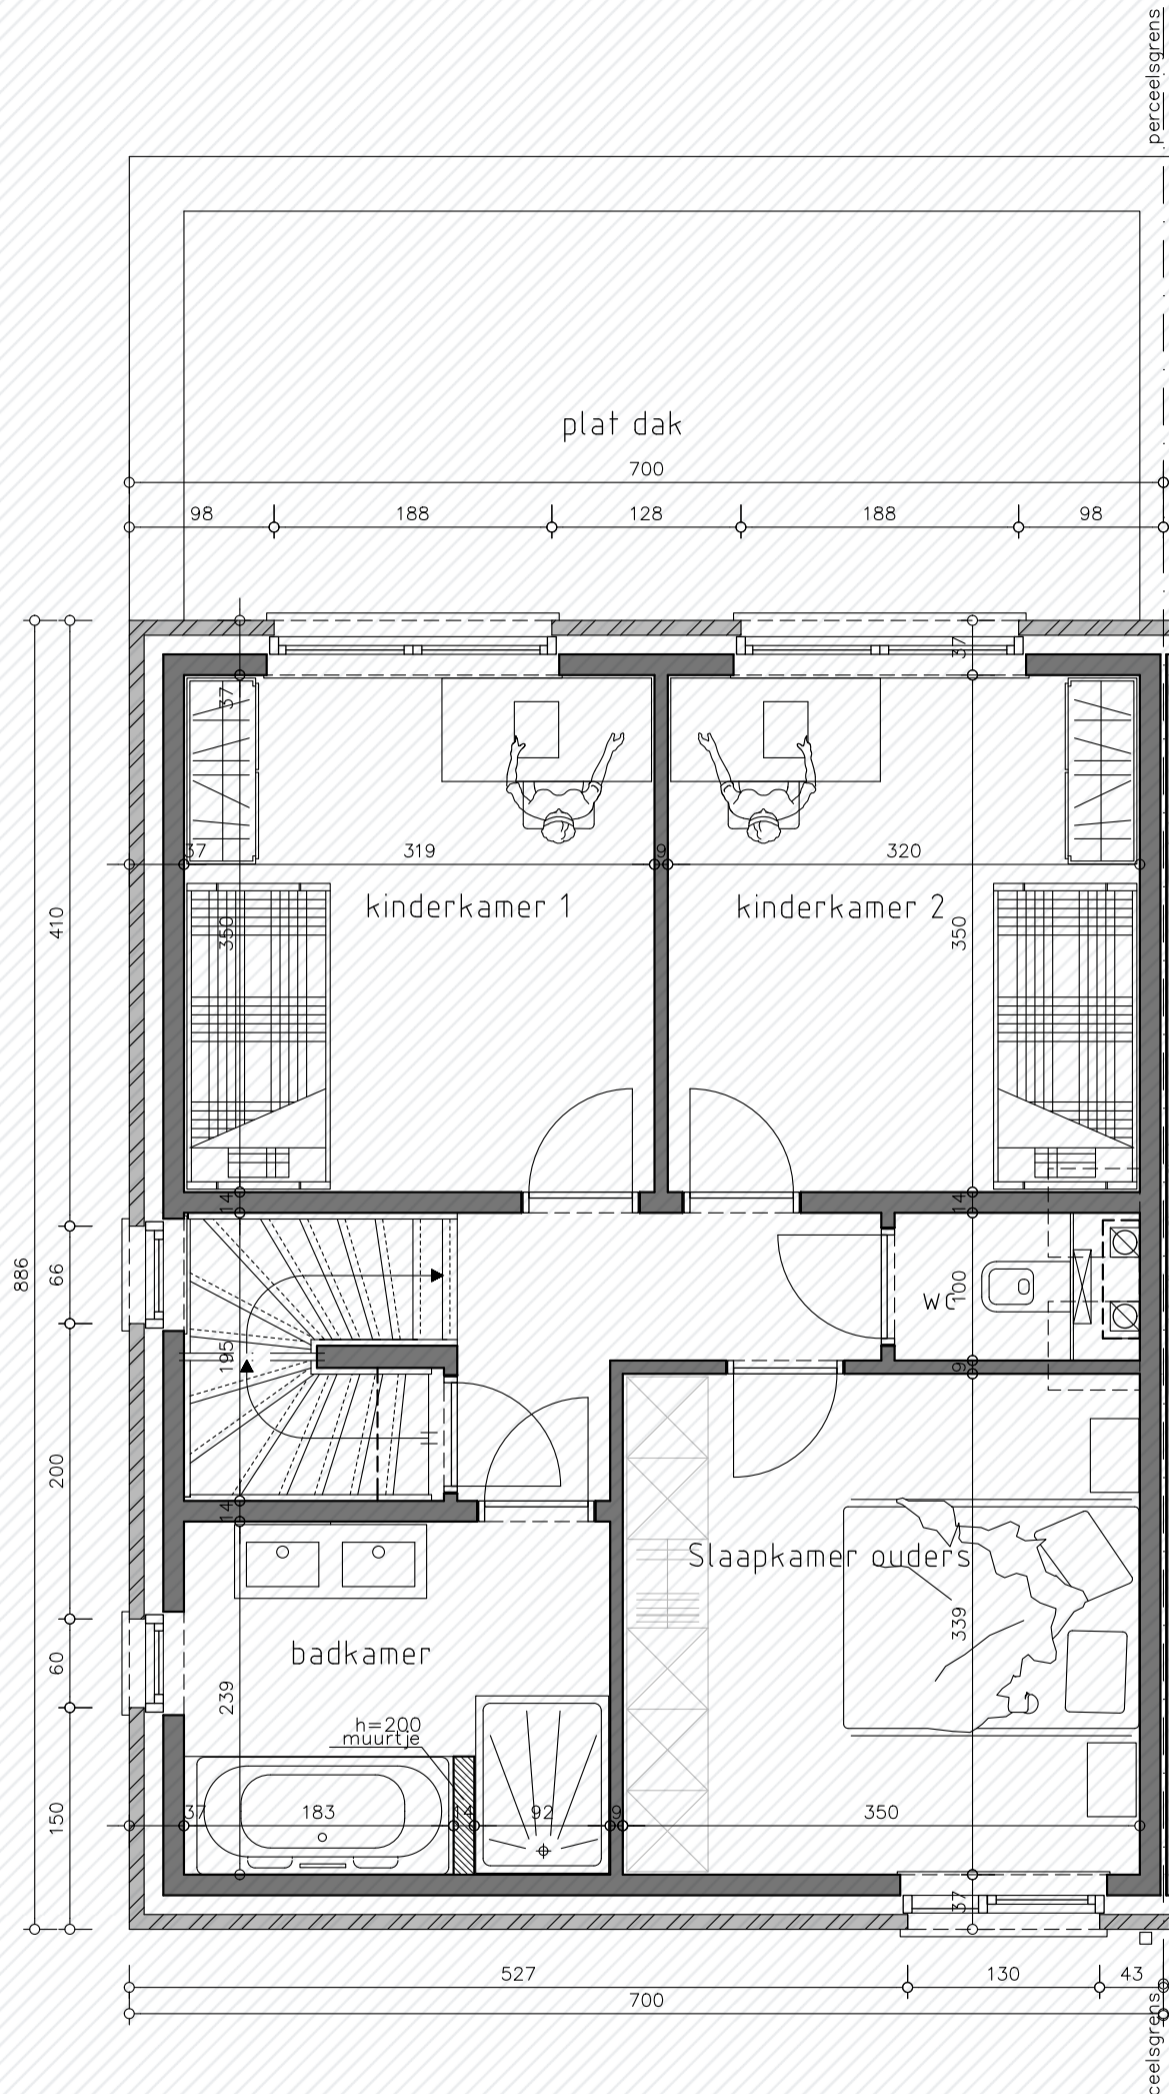 perceelsgrens
plat dak
700
98 188 128 188 98
37 37
37 319 9 320
kinderkamer 1 kinderkamer 2
410 350 350
14 14
886 66 195 wc 100
9
200 14
Slaapkamer ouders
339
badkamer
60 239
h=200
muurtje
150 37 183 14 92 9 350
37
527 130 43
700
ceelsgrens